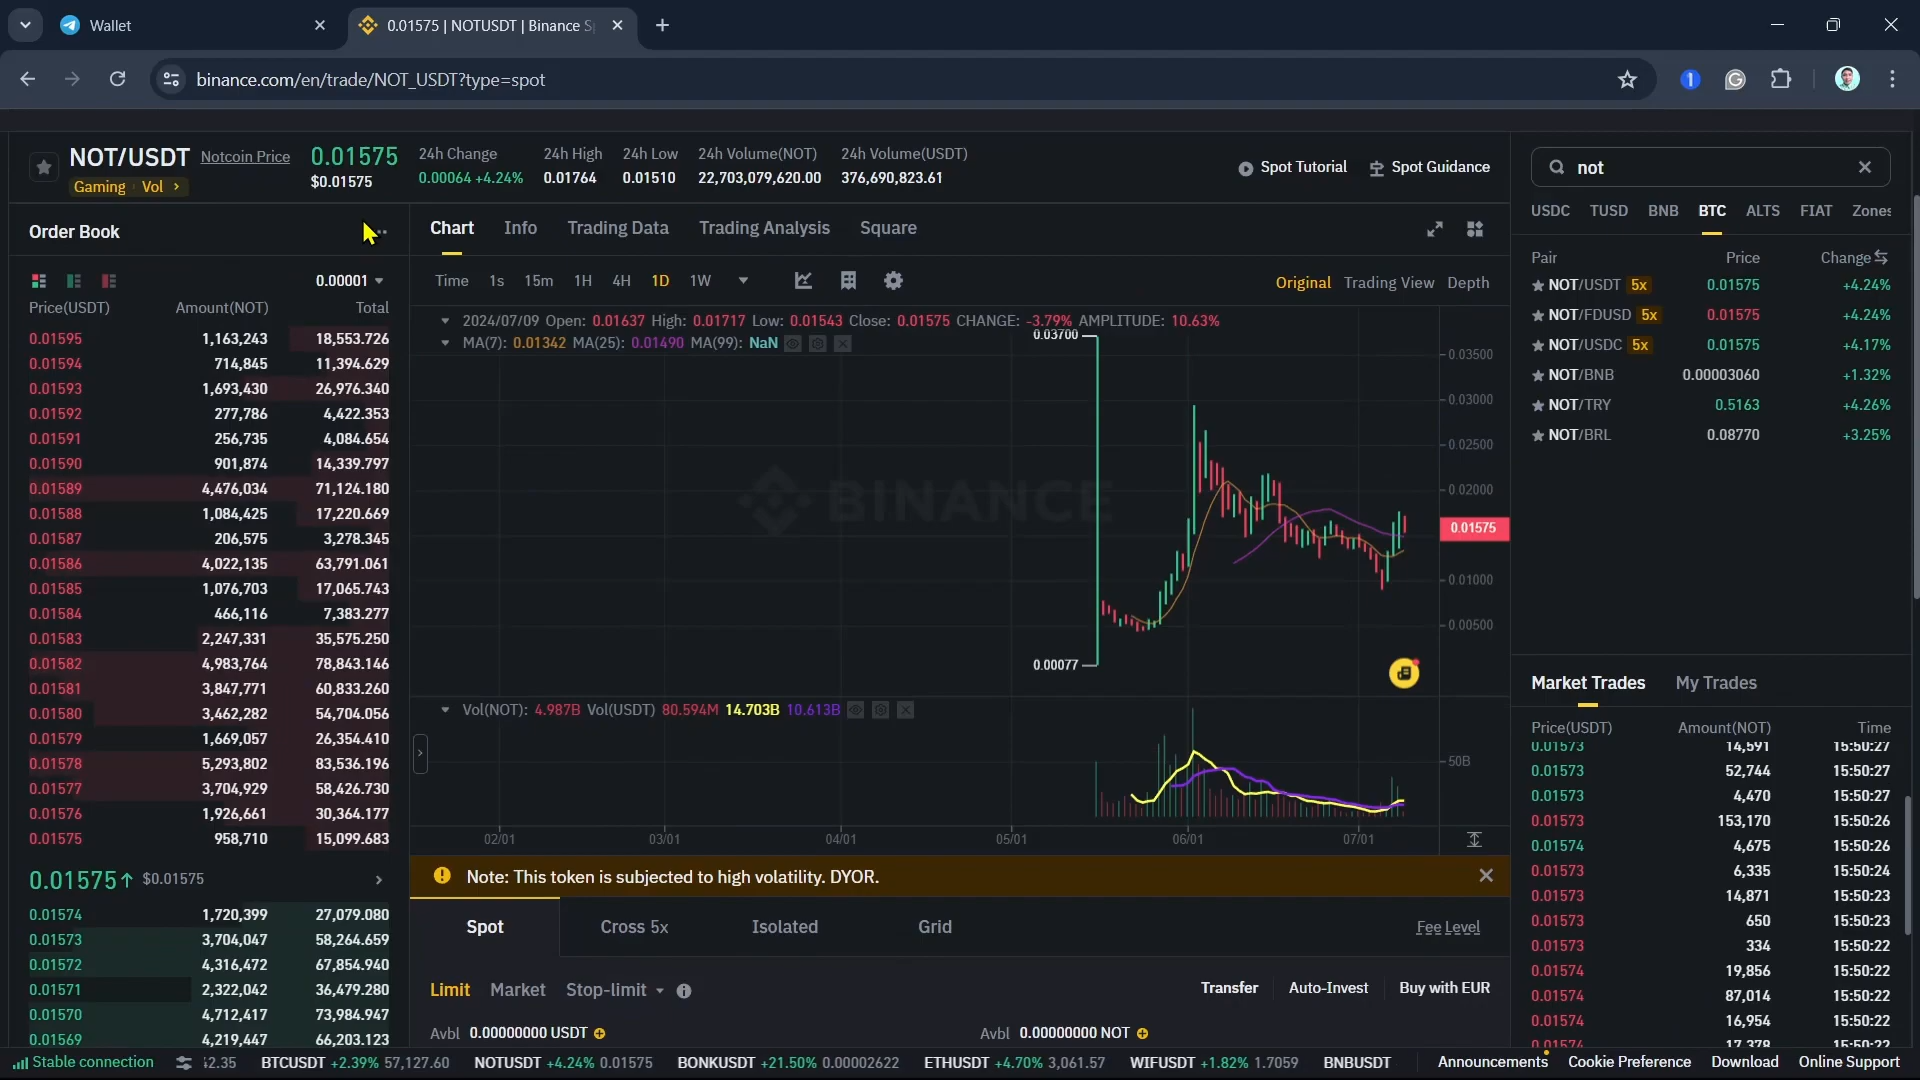 Wallet
0.01575 | NOTUSDT | Binance S
binance.com/en/trade/NOT_USDT?type=spot
NOT/USDT Notcoin Price 0.01575 24h Change 24h High 24h Low 24h Volume(NOT) 24h Volume(USDT)
Gaming Vol > $0.01575 0.00064 +4.24% 0.01764 0.01510 22,703,079,620.00 376,690,823.61
Spot Tutorial Spot Guidance
Order Book
0.00001
Price(USDT) Amount(NOT) Total
0.01595 1,163,243 18,553.726
0.01594 714,845 11,394.629
0.01593 1,693,430 26,976.340
0.01592 277,786 4,422.353
0.01591 256,735 4,084.654
0.01590 901,874 14,339.797
0.01589 4,476,034 71,124.180
0.01588 1,084,425 17,220.669
0.01587 206,575 3,278.345
0.01586 4,022,135 63,791.061
0.01585 1,076,703 17,065.743
0.01584 466,116 7,383.277
0.01583 2,247,331 35,575.250
0.01582 4,983,764 78,843.146
0.01581 3,847,771 60,833.260
0.01580 3,462,282 54,704.056
0.01579 1,669,057 26,354.410
0.01578 5,293,802 83,536.196
0.01577 3,704,929 58,426.730
0.01576 1,926,661 30,364.177
0.01575 958,710 15,099.683
0.01575↑ $0.01575
0.01574 1,720,399 27,079.080
0.01573 3,704,047 58,264.659
0.01572 4,316,472 67,854.940
0.01571 2,322,042 36,479.280
0.01570 4,712,417 73,984.947
0.01569 4,219,447 66,203.123
Chart Info Trading Data Trading Analysis Square
Time 1s 15m 1H 4H 1D 1W
Original Trading View Depth
2024/07/09 Open: 0.01637 High: 0.01717 Low: 0.01543 Close: 0.01575 CHANGE: -3.79% AMPLITUDE: 10.63%
MA(7): 0.01342 MA(25): 0.01490 MA(99): NaN
0.03700
0.03500
0.03000
0.02500
BINANCE
0.02000
0.01575
0.01000
0.00500
0.00077
Vol(NOT): 4.987B Vol(USDT) 80.594M 14.703B 10.613B
50B
02/01 03/01 04/01 05/01 06/01 07/01
Note: This token is subjected to high volatility. DYOR.
Spot Cross 5x Isolated Grid Fee Level
Limit Market Stop-limit
Transfer Auto-Invest Buy with EUR
Avbl 0.00000000 USDT
Avbl 0.00000000 NOT
not
USDC TUSD BNB BTC ALTS FIAT Zones
Pair Price Change
NOT/USDT 5x 0.01575 +4.24%
NOT/FDUSD 5x 0.01575 +4.24%
NOT/USDC 5x 0.01575 +4.17%
NOT/BNB 0.00003060 +1.32%
NOT/TRY 0.5163 +4.26%
NOT/BRL 0.08770 +3.25%
Market Trades My Trades
Price(USDT) Amount(NOT) Time
0.01573 14,591 15:50:27
0.01573 52,744 15:50:27
0.01573 4,470 15:50:27
0.01573 153,170 15:50:26
0.01574 4,675 15:50:26
0.01573 6,335 15:50:24
0.01573 14,871 15:50:23
0.01573 650 15:50:23
0.01573 334 15:50:22
0.01574 19,856 15:50:22
0.01574 87,014 15:50:22
0.01574 16,954 15:50:22
0.01574 17,378 15:50:22
Stable connection 42.35 BTCUSDT +2.39% 57,127.60 NOTUSDT +4.24% 0.01575 BONKUSDT +21.50% 0.00002622 ETHUSDT +4.70% 3,061.57 WIFUSDT +1.82% 1.7059 BNBUSDT
Announcements Cookie Preference Download Online Support